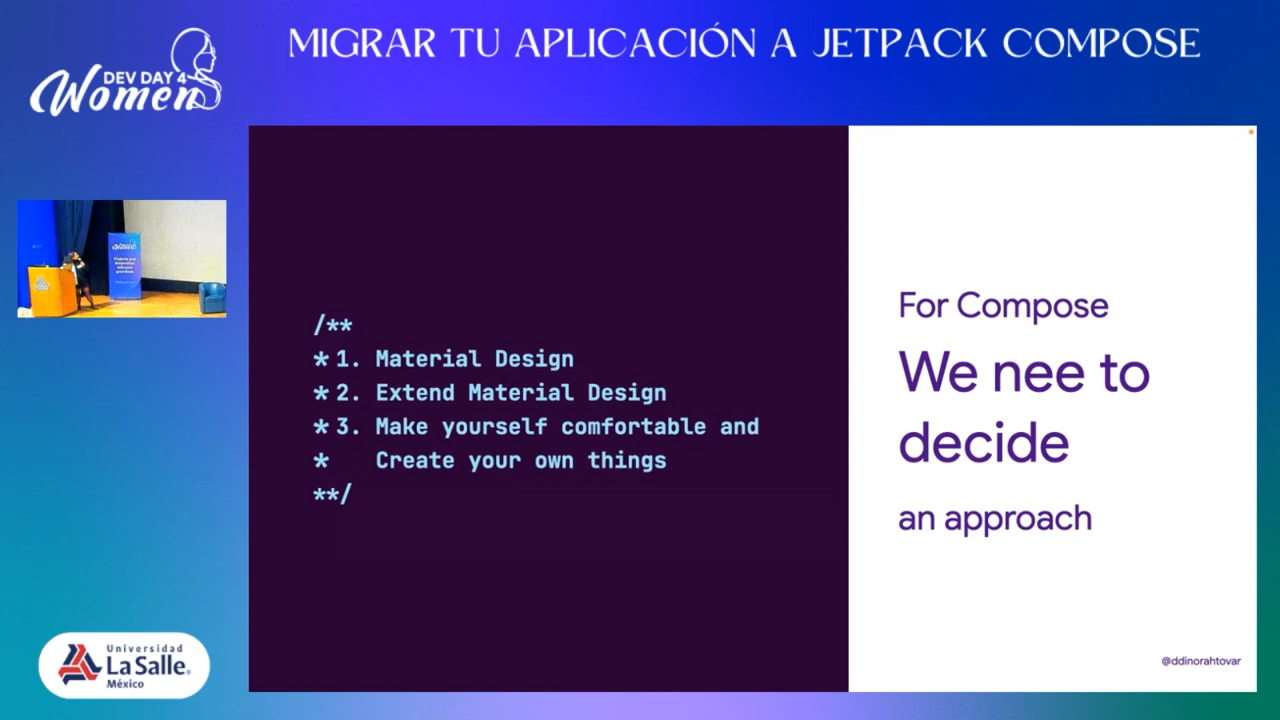 MIGRAR TU APLICACIÓN A JETPACK COMPOSE
DEV DAY 4
Women
/**
* 1. Material Design
* 2. Extend Material Design
* 3. Make yourself comfortable and
* Create your own things
**/
For Compose
We nee to
decide
an approach
@ddinorahtovar
Universidad
La Salle®
México